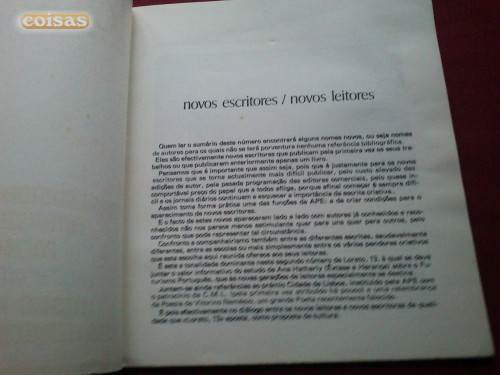 coisas
novos escritores / novos leitores
Quem ler o sumário deste número encontrará alguns nomes novos, ou seja nomes
de autores para os quais não se terá porventura nenhuma referência bibliográfica.
Eles são efectivamente novos escritores que publicam pela primeira vez os seus tra-
balhos ou que publicaram anteriormente apenas um livro.
Pensamos que é importante que assim seja, pois que é justamente para os novos
escritores que se torna actualmente mais difícil publicar, pelo custo elevado das
edições de autor, pela pesada programação das editoras comerciais, pelo quase in-
comportável preço do papel que a todos aflige, porque afinal começar é sempre difí-
cil e os jornais diários continuam a esquecer a importância da escrita criativa...
Assim toma forma prática uma das funções da APE: a de criar condições para o
aparecimento de novos escritores.
E o facto de estes novos aparecerem lado a lado com autores já conhecidos e reco-
nhecidos não nos parece menos estimulante quer para uns quer para outros, pelo
confronto que pode representar tal circunstância.
Confronto e companheirismo também entre as diferentes escritas, saudavelmente
diferentes, entre as escolas ou mais simplesmente entre os vários pendores criativos
que esta escolha aqui reunida oferece aos seus leitores.
É esta a tonalidade dominante neste segundo número de Loreto, 13, à qual se deve
juntar o valor informativo do estudo de Ana Hatherly (Êxtase e Herança) sobre o Fu-
turismo Português, que às novas gerações de leitores especialmente se destina.
Juntam-se ainda referências ao prémio Cidade de Lisboa, instituído pela APE com
o patrocínio da C.M.L. pela primeira vez atribuído há pouco e uma relembrança
da Poesia de Vitorino Nemésio, um grande Poeta recentemente falecido.
É pois efectivamente no diálogo entre os novos leitores e novos escritores de quali-
dade que «Loreto, 13» aposta, como proposta de cultura.